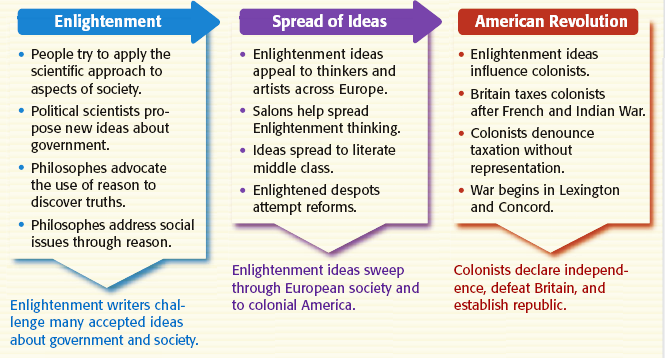 Enlightenment
• People try to apply the
scientific approach to
aspects of society.
• Political scientists pro-
pose new ideas about
government.
• Philosophes advocate
the use of reason to
discover truths.
• Philosophes address social
issues through reason.
Enlightenment writers chal-
lenge many accepted ideas
about government and society.
Spread of Ideas
• Enlightenment ideas
appeal to thinkers and
artists across Europe.
• Salons help spread
Enlightenment thinking.
• Ideas spread to literate
middle class.
• Enlightened despots
attempt reforms.
Enlightenment ideas sweep
through European society and
to colonial America.
American Revolution
• Enlightenment ideas
influence colonists.
• Britain taxes colonists
after French and Indian War.
• Colonists denounce
taxation without
representation.
• War begins in Lexington
and Concord.
Colonists declare independ-
ence, defeat Britain, and
establish republic.